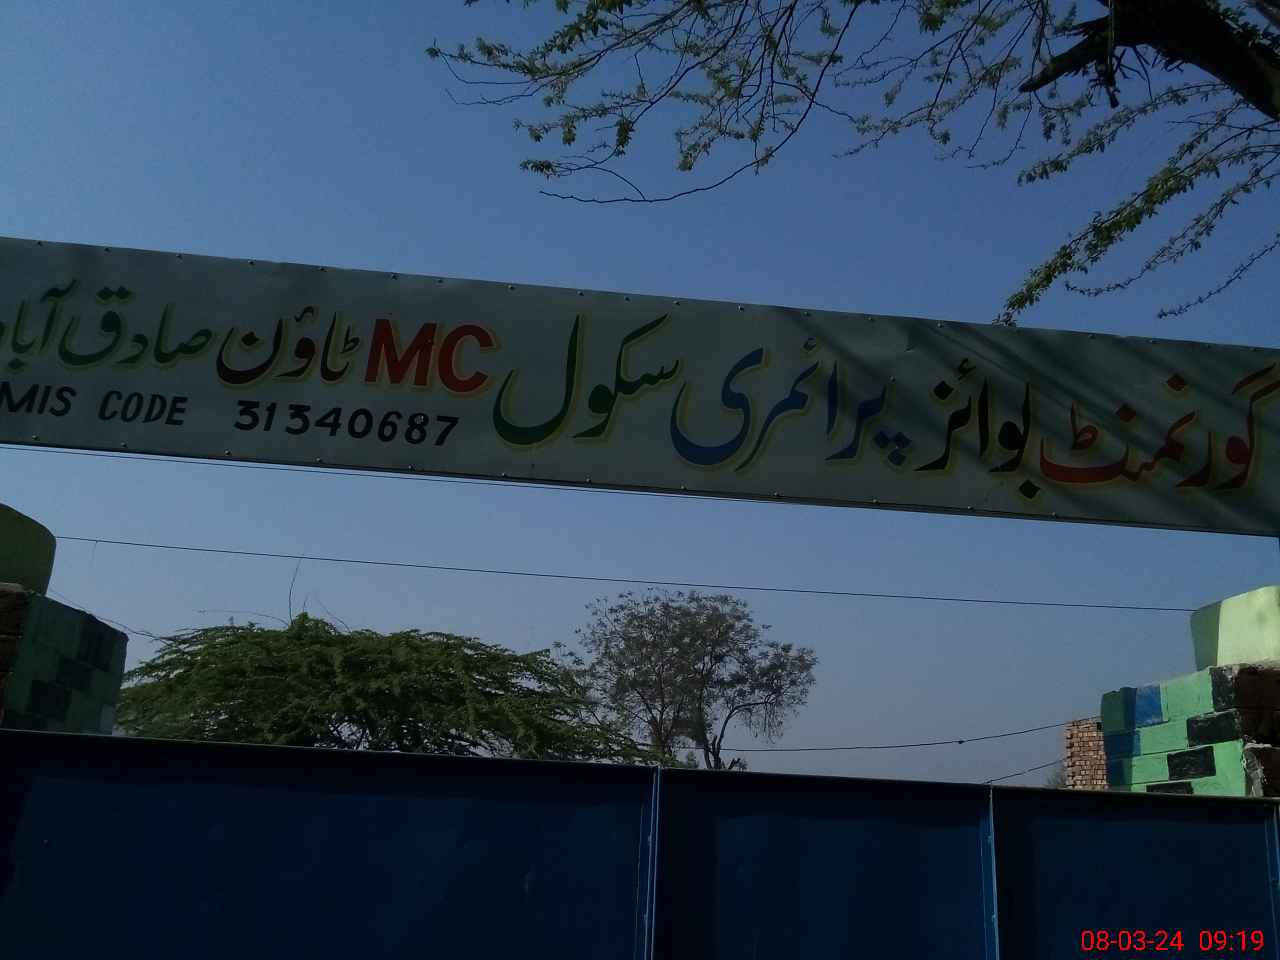 گورنمنٹ بوائز پرائمری سکول MC ٹاؤن صادق آباد
MIS CODE 31340687
08-03-24 09:19